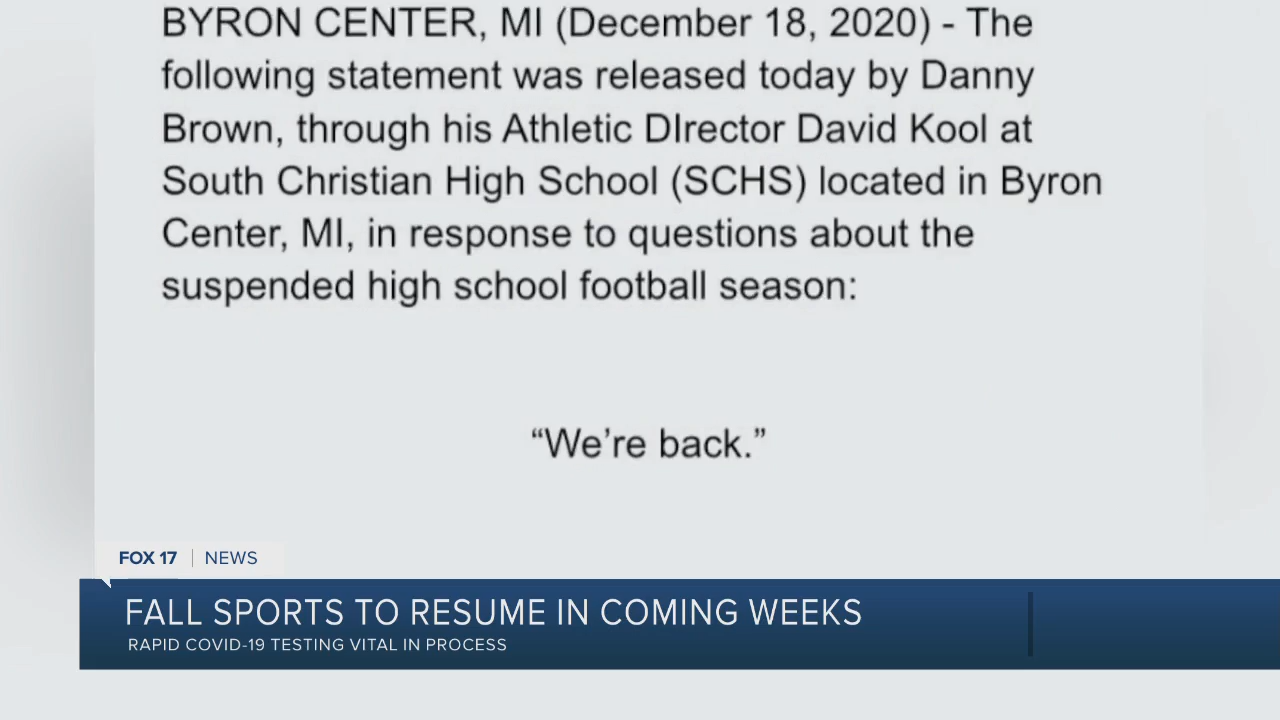 BYRON CENTER, MI (December 18, 2020) - The
following statement was released today by Danny
Brown, through his Athletic DIrector David Kool at
South Christian High School (SCHS) located in Byron
Center, MI, in response to questions about the
suspended high school football season:
“We’re back.”
FOX 17 | NEWS
FALL SPORTS TO RESUME IN COMING WEEKS
RAPID COVID-19 TESTING VITAL IN PROCESS